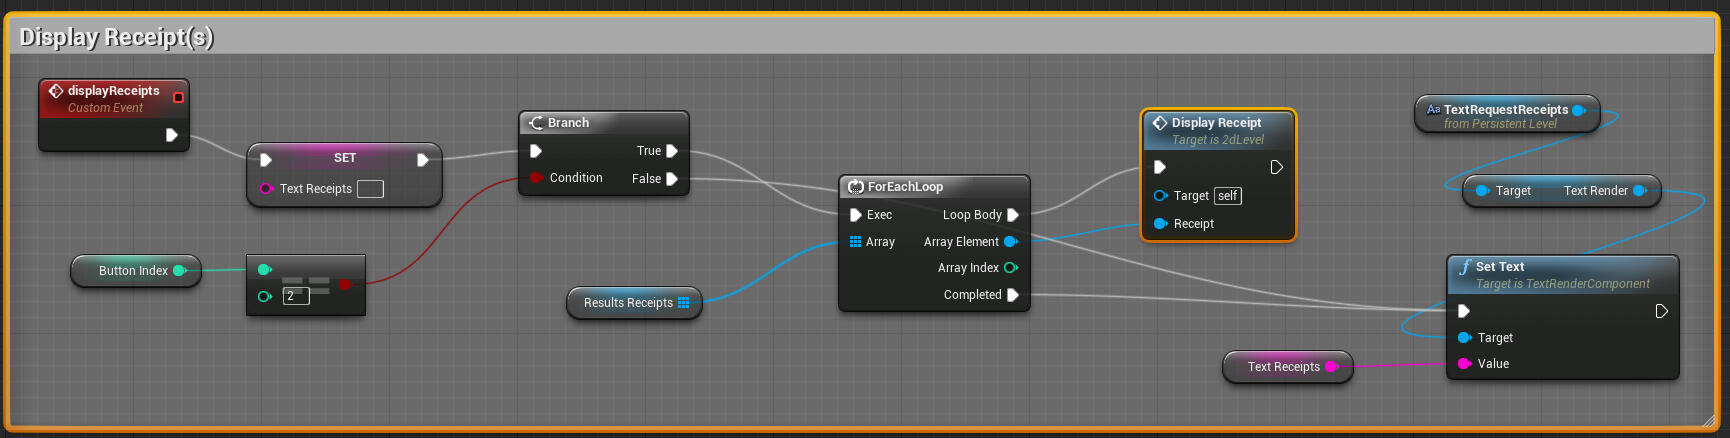 Display Receipt(s)
displayReceipts
Custom Event
SET
Text Receipts
Button Index
==
2
Branch
True
Condition
False
Results Receipts
ForEachLoop
Exec
Loop Body
Array
Array Element
Array Index
Completed
Display Receipt
Target is 2dLevel
Target self
Receipt
TextRequestReceipts
from Persistent Level
Target
Text Render
Set Text
Target is TextRenderComponent
Target
Value
Text Receipts